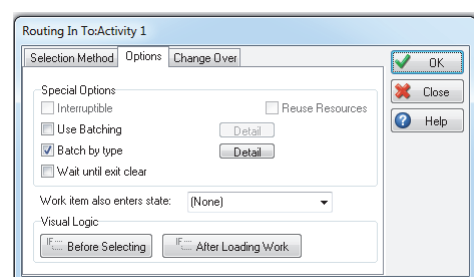 Routing In To:Activity 1
Selection Method Options Change Over
OK
Close
Help
Special Options
Interruptible Reuse Resources
Use Batching Detail
Batch by type Detail
Wait until exit clear
Work item also enters state: (None)
Visual Logic
IF Before Selecting IF After Loading Work